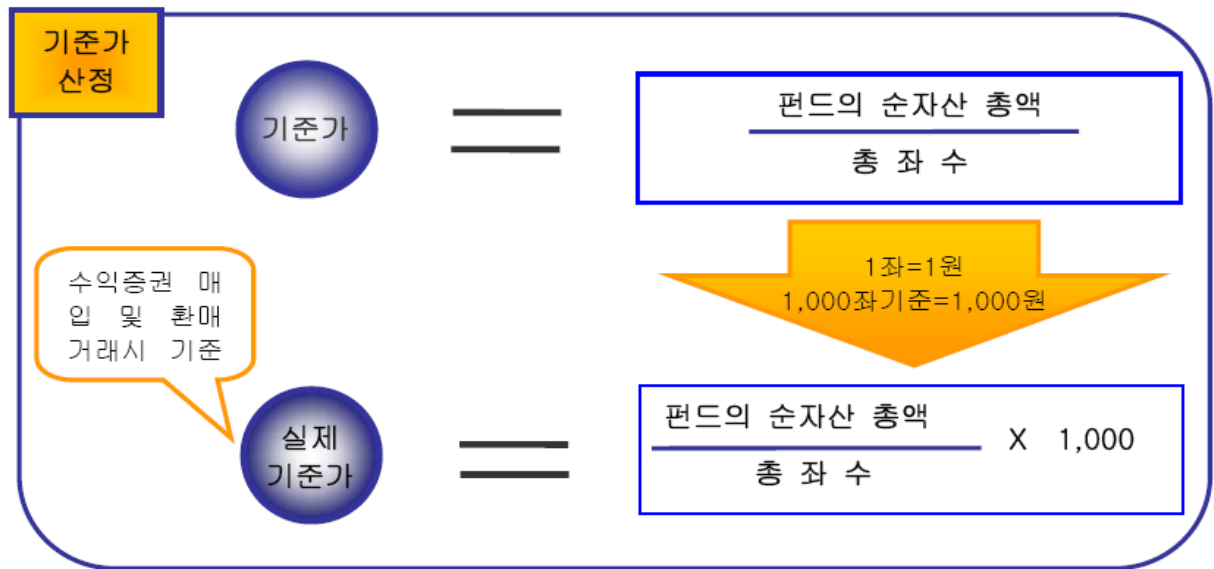 기준가
산정
기준가
펀드의 순자산 총액
총 좌 수
1좌=1원
1,000좌기준=1,000원
수익증권 매
입 및 환매
거래시 기준
실제
기준가
펀드의 순자산 총액
X 1,000
총 좌 수